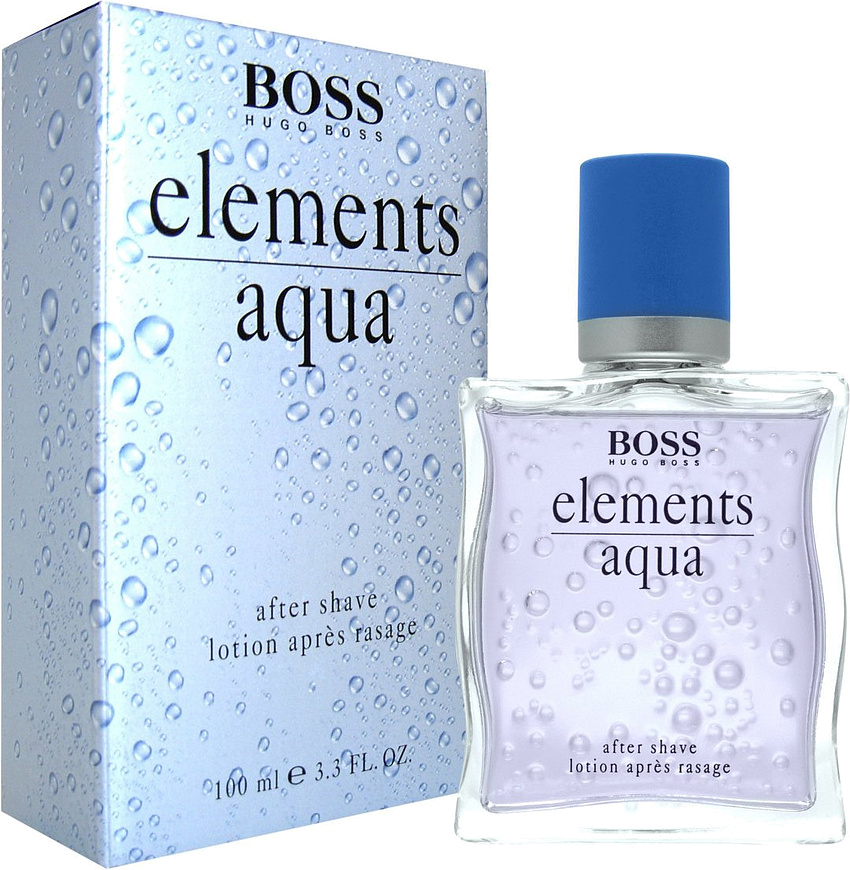 BOSS
HUGO BOSS
elements
aqua
after shave
lotion après rasage
100 ml e 3.3 FL. OZ.
BOSS
HUGO BOSS
elements
aqua
after shave
lotion après rasage